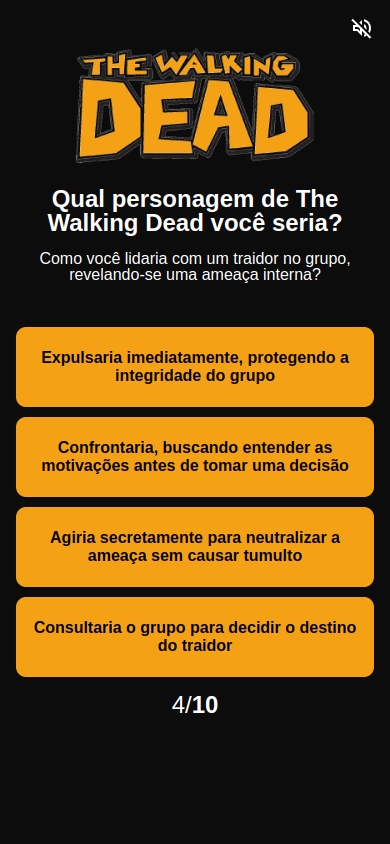 THE WALKING
DEAD
Qual personagem de The
Walking Dead você seria?
Como você lidaria com um traidor no grupo,
revelando-se uma ameaça interna?
Expulsaria imediatamente, protegendo a
integridade do grupo
Confrontaria, buscando entender as
motivações antes de tomar uma decisão
Agiria secretamente para neutralizar a
ameaça sem causar tumulto
Consultaria o grupo para decidir o destino
do traidor
4/10